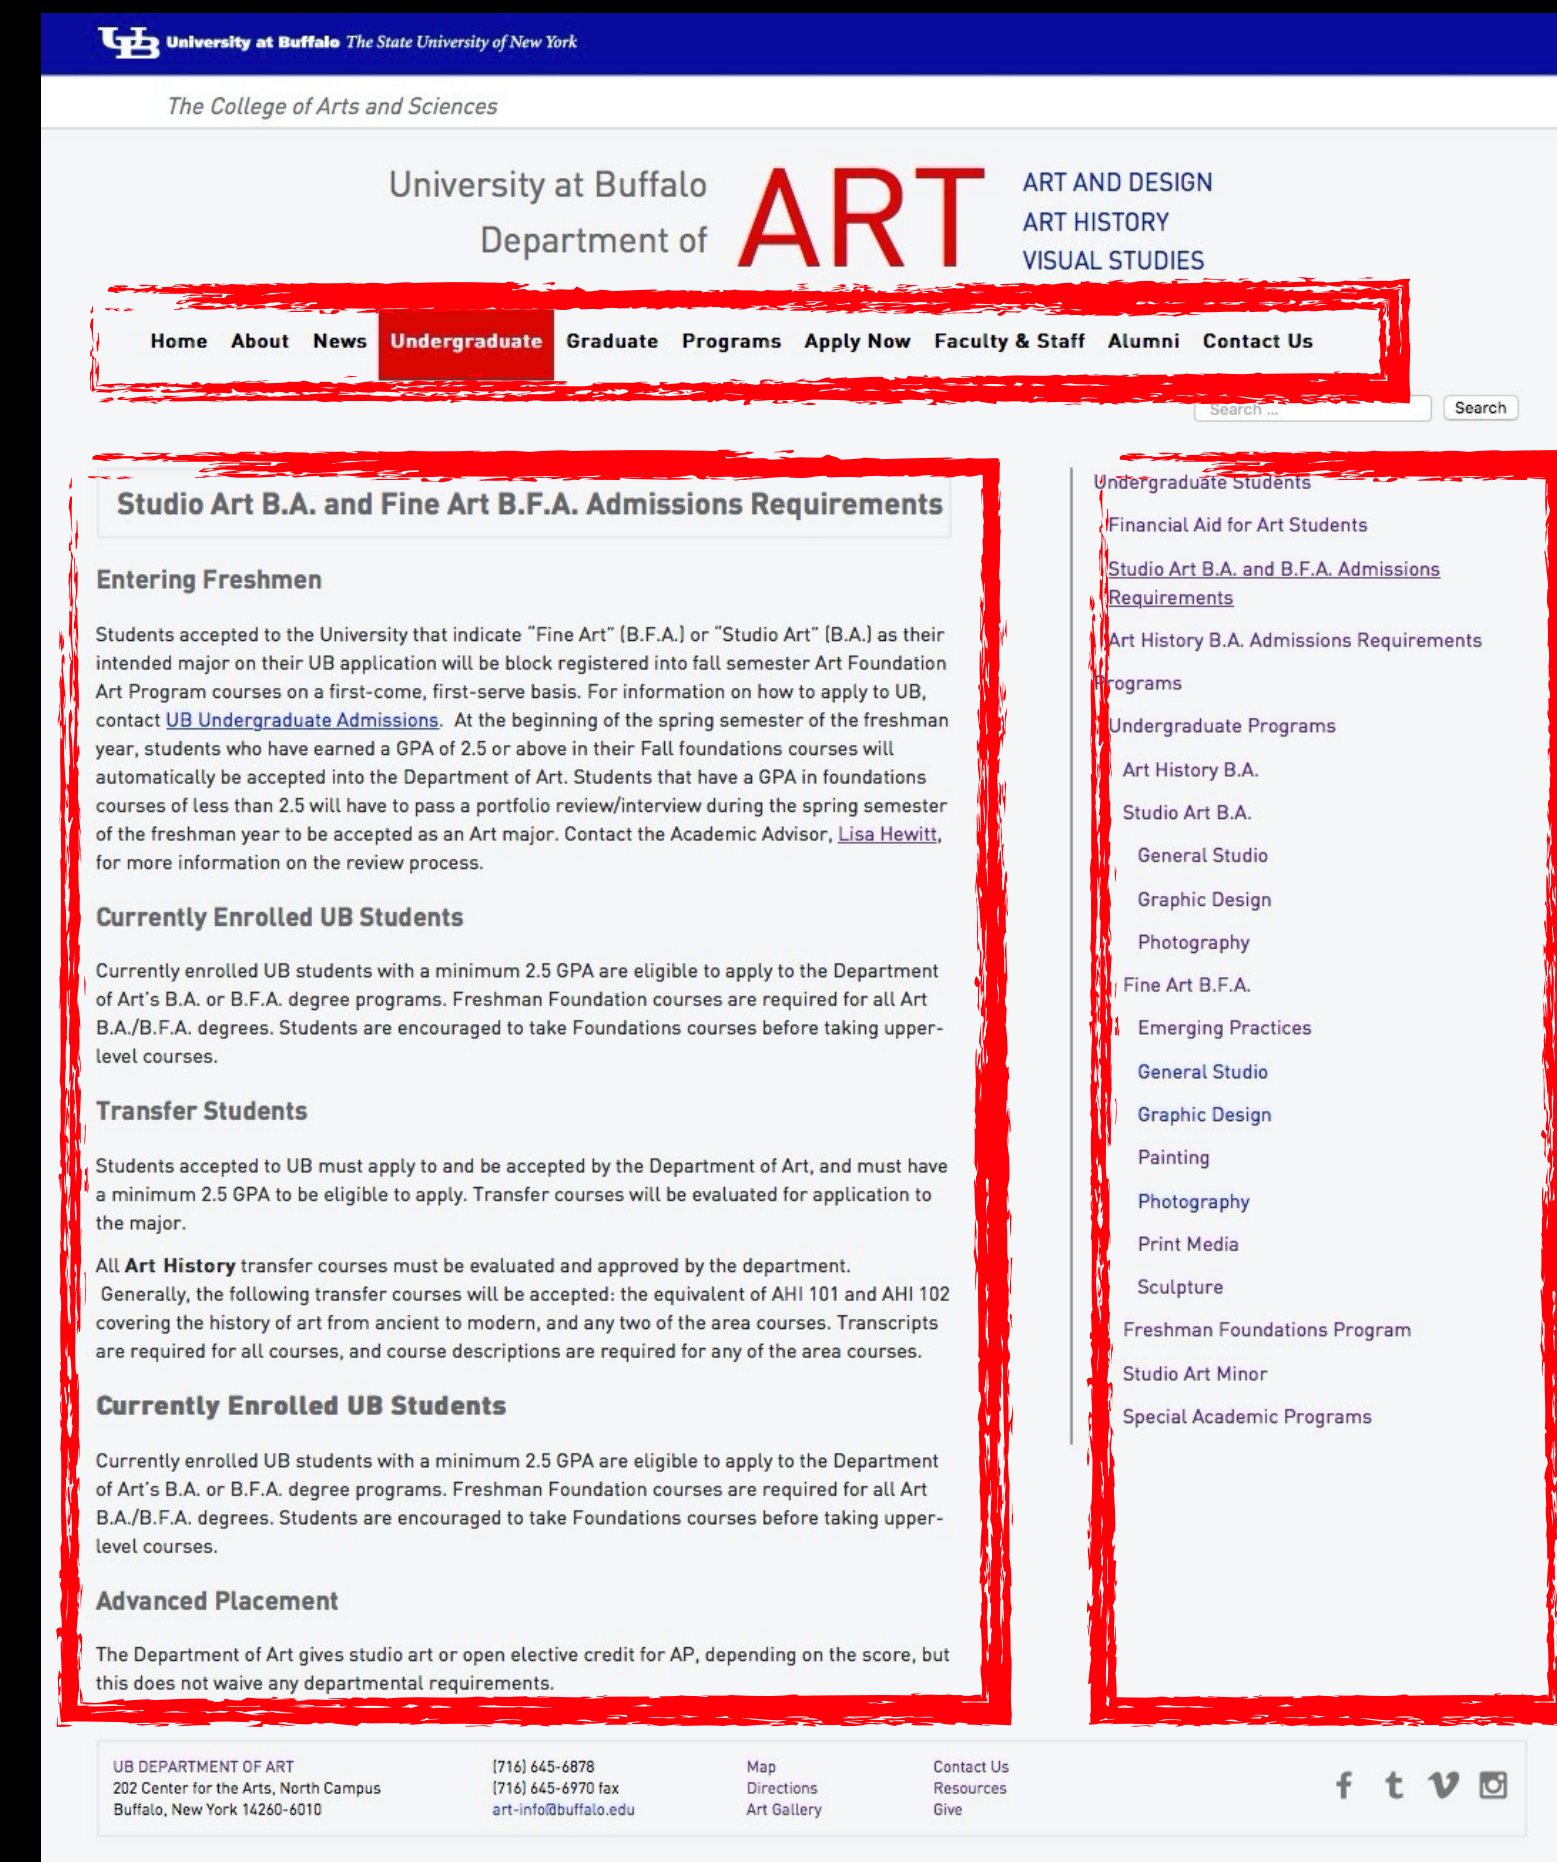 UB University at Buffalo The State University of New York
The College of Arts and Sciences
University at Buffalo
Department of
ART
ART AND DESIGN
ART HISTORY
VISUAL STUDIES
Home About News Undergraduate Graduate Programs Apply Now Faculty & Staff Alumni Contact Us
Search ... Search
Studio Art B.A. and Fine Art B.F.A. Admissions Requirements
Entering Freshmen
Students accepted to the University that indicate “Fine Art” (B.F.A.) or “Studio Art” (B.A.) as their
intended major on their UB application will be block registered into fall semester Art Foundation
Art Program courses on a first-come, first-serve basis. For information on how to apply to UB,
contact UB Undergraduate Admissions. At the beginning of the spring semester of the freshman
year, students who have earned a GPA of 2.5 or above in their Fall foundations courses will
automatically be accepted into the Department of Art. Students that have a GPA in foundations
courses of less than 2.5 will have to pass a portfolio review/interview during the spring semester
of the freshman year to be accepted as an Art major. Contact the Academic Advisor, Lisa Hewitt,
for more information on the review process.
Currently Enrolled UB Students
Currently enrolled UB students with a minimum 2.5 GPA are eligible to apply to the Department
of Art's B.A. or B.F.A. degree programs. Freshman Foundation courses are required for all Art
B.A./B.F.A. degrees. Students are encouraged to take Foundations courses before taking upper-
level courses.
Transfer Students
Students accepted to UB must apply to and be accepted by the Department of Art, and must have
a minimum 2.5 GPA to be eligible to apply. Transfer courses will be evaluated for application to
the major.
All Art History transfer courses must be evaluated and approved by the department.
Generally, the following transfer courses will be accepted: the equivalent of AHI 101 and AHI 102
covering the history of art from ancient to modern, and any two of the area courses. Transcripts
are required for all courses, and course descriptions are required for any of the area courses.
Currently Enrolled UB Students
Currently enrolled UB students with a minimum 2.5 GPA are eligible to apply to the Department
of Art's B.A. or B.F.A. degree programs. Freshman Foundation courses are required for all Art
B.A./B.F.A. degrees. Students are encouraged to take Foundations courses before taking upper-
level courses.
Advanced Placement
The Department of Art gives studio art or open elective credit for AP, depending on the score, but
this does not waive any departmental requirements.
Undergraduate Students
Financial Aid for Art Students
Studio Art B.A. and B.F.A. Admissions
Requirements
Art History B.A. Admissions Requirements
Programs
Undergraduate Programs
Art History B.A.
Studio Art B.A.
General Studio
Graphic Design
Photography
Fine Art B.F.A.
Emerging Practices
General Studio
Graphic Design
Painting
Photography
Print Media
Sculpture
Freshman Foundations Program
Studio Art Minor
Special Academic Programs
UB DEPARTMENT OF ART
202 Center for the Arts, North Campus
Buffalo, New York 14260-6010
(716) 645-6878
(716) 645-6970 fax
art-info@buffalo.edu
Map
Directions
Art Gallery
Contact Us
Resources
Give